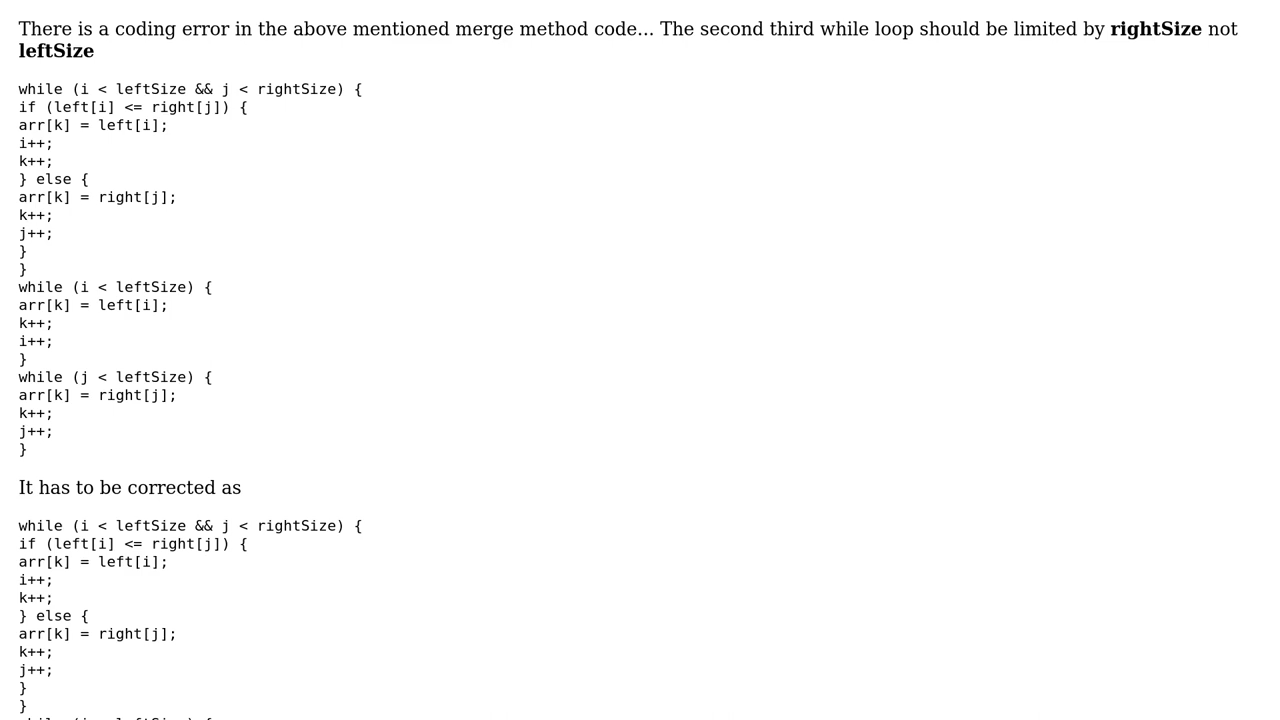 There is a coding error in the above mentioned merge method code... The second third while loop should be limited by rightSize not
leftSize
while (i < leftSize && j < rightSize) {
if (left[i] <= right[j]) {
arr[k] = left[i];
i++;
k++;
} else {
arr[k] = right[j];
k++;
j++;
}
}
while (i < leftSize) {
arr[k] = left[i];
k++;
i++;
}
while (j < leftSize) {
arr[k] = right[j];
k++;
j++;
}
It has to be corrected as
while (i < leftSize && j < rightSize) {
if (left[i] <= right[j]) {
arr[k] = left[i];
i++;
k++;
} else {
arr[k] = right[j];
k++;
j++;
}
}